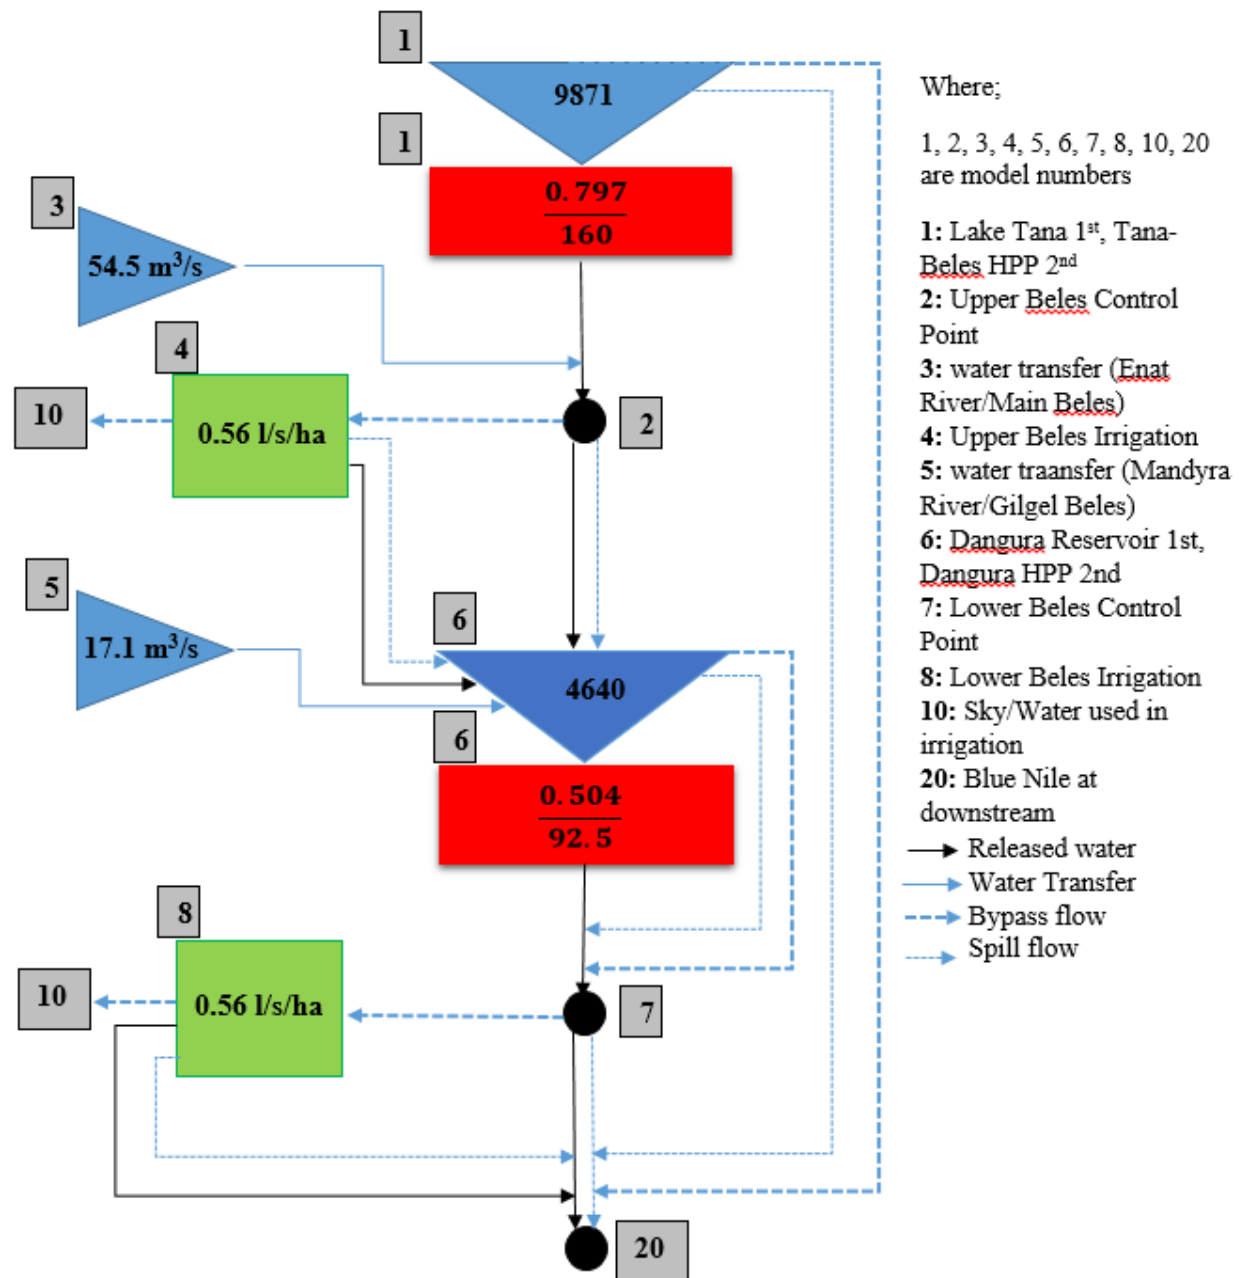 1
9871
1
0.797
160
3
54.5 m³/s
4
10
0.56 l/s/ha
2
5
17.1 m³/s
6
4640
6
0.504
92.5
8
10
0.56 l/s/ha
7
20
Where;
1, 2, 3, 4, 5, 6, 7, 8, 10, 20
are model numbers
1: Lake Tana 1st, Tana-
Beles HPP 2nd
2: Upper Beles Control
Point
3: water transfer (Enat
River/Main Beles)
4: Upper Beles Irrigation
5: water traansfer (Mandyra
River/Gilgel Beles)
6: Dangura Reservoir 1st,
Dangura HPP 2nd
7: Lower Beles Control
Point
8: Lower Beles Irrigation
10: Sky/Water used in
irrigation
20: Blue Nile at
downstream
Released water
Water Transfer
Bypass flow
Spill flow